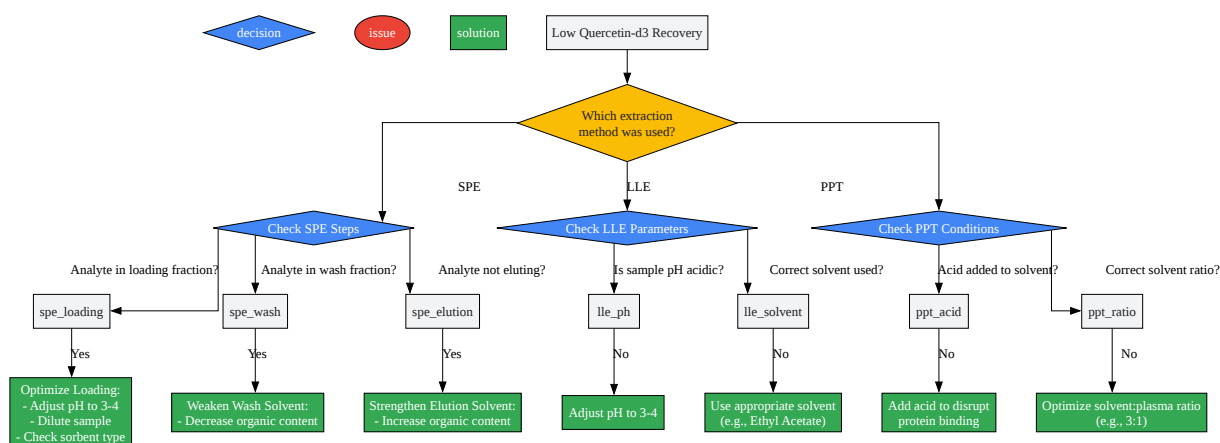 decision
issue
solution
Low Quercetin-d3 Recovery
Which extraction
method was used?
SPE
LLE
PPT
Check SPE Steps
Check LLE Parameters
Check PPT Conditions
Analyte in loading fraction?
Analyte in wash fraction?
Analyte not eluting?
Is sample pH acidic?
Correct solvent used?
Acid added to solvent?
Correct solvent ratio?
spe_loading
spe_wash
spe_elution
lle_ph
lle_solvent
ppt_acid
ppt_ratio
Yes
Yes
Yes
No
No
No
No
Optimize Loading:
- Adjust pH to 3-4
- Dilute sample
- Check sorbent type
Weaken Wash Solvent:
- Decrease organic content
Strengthen Elution Solvent:
- Increase organic content
Adjust pH to 3-4
Use appropriate solvent
(e.g., Ethyl Acetate)
Add acid to disrupt
protein binding
Optimize solvent:plasma ratio
(e.g., 3:1)